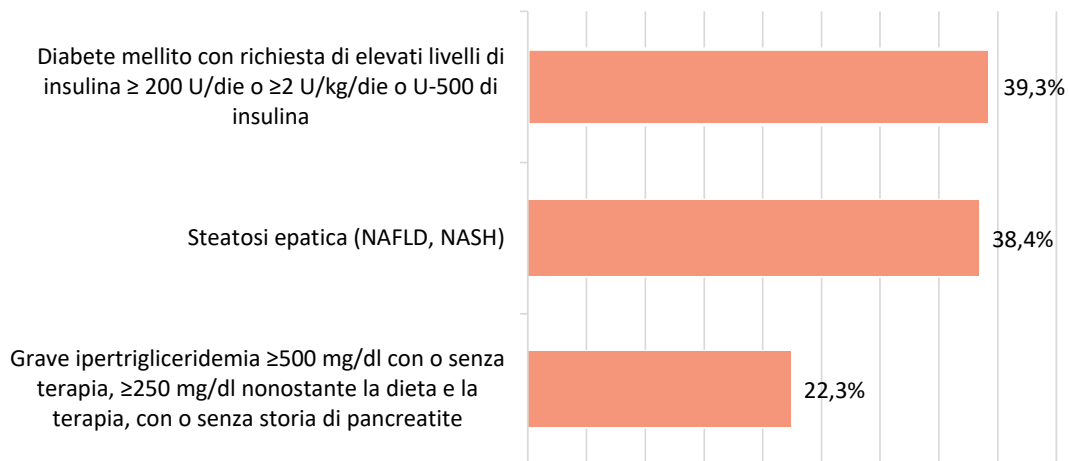 Diabete mellito con richiesta di elevati livelli di
insulina ≥ 200 U/die o ≥2 U/kg/die o U-500 di
insulina
39,3%
Steatosi epatica (NAFLD, NASH)
38,4%
Grave ipertrigliceridemia ≥500 mg/dl con o senza
terapia, ≥250 mg/dl nonostante la dieta e la
terapia, con o senza storia di pancreatite
22,3%